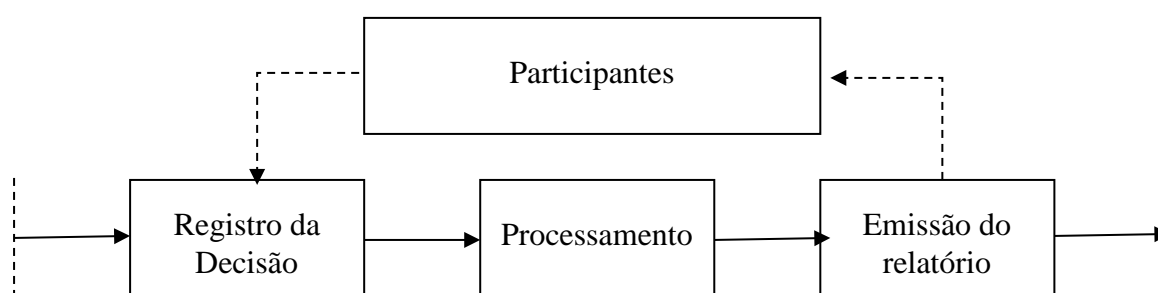 Participantes
Registro da
Decisão
Processamento
Emissão do
relatório